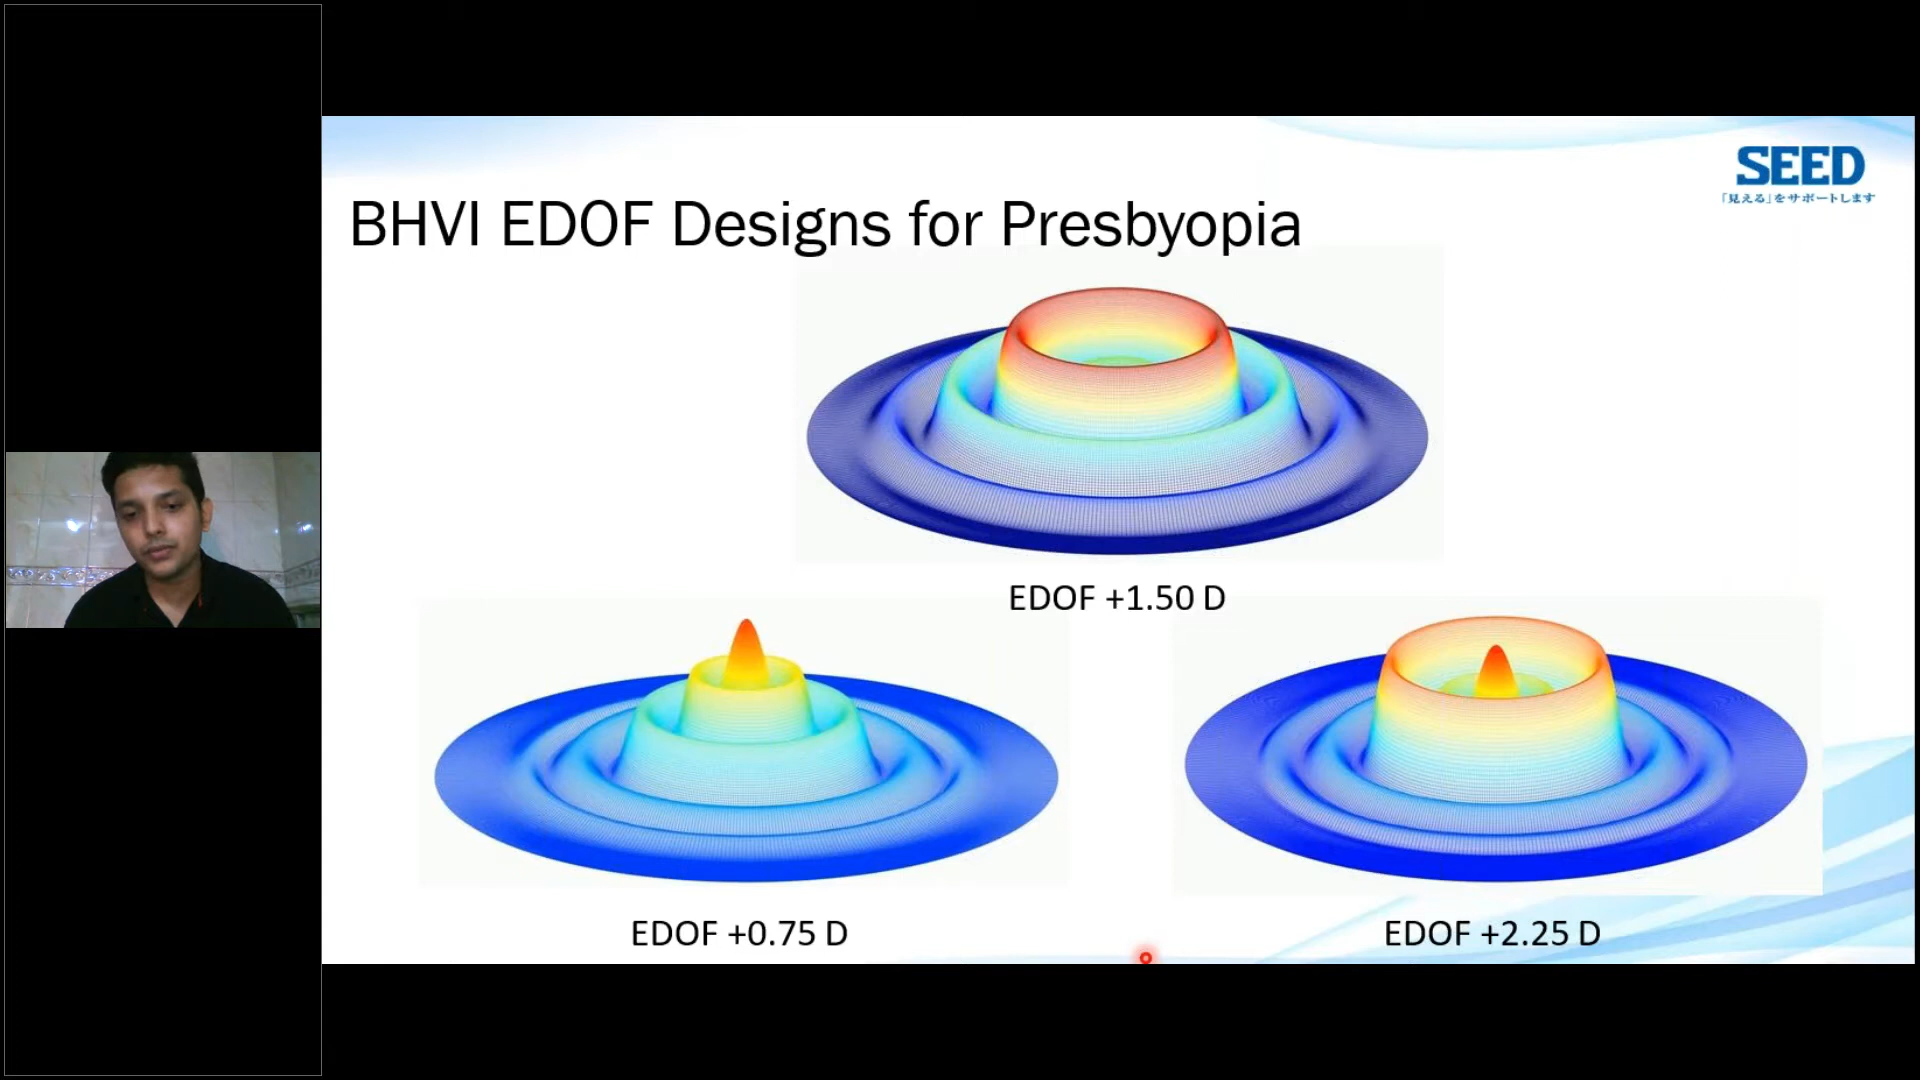 SEED
「見える」をサポートします
BHVI EDOF Designs for Presbyopia
EDOF +1.50 D
EDOF +0.75 D
EDOF +2.25 D